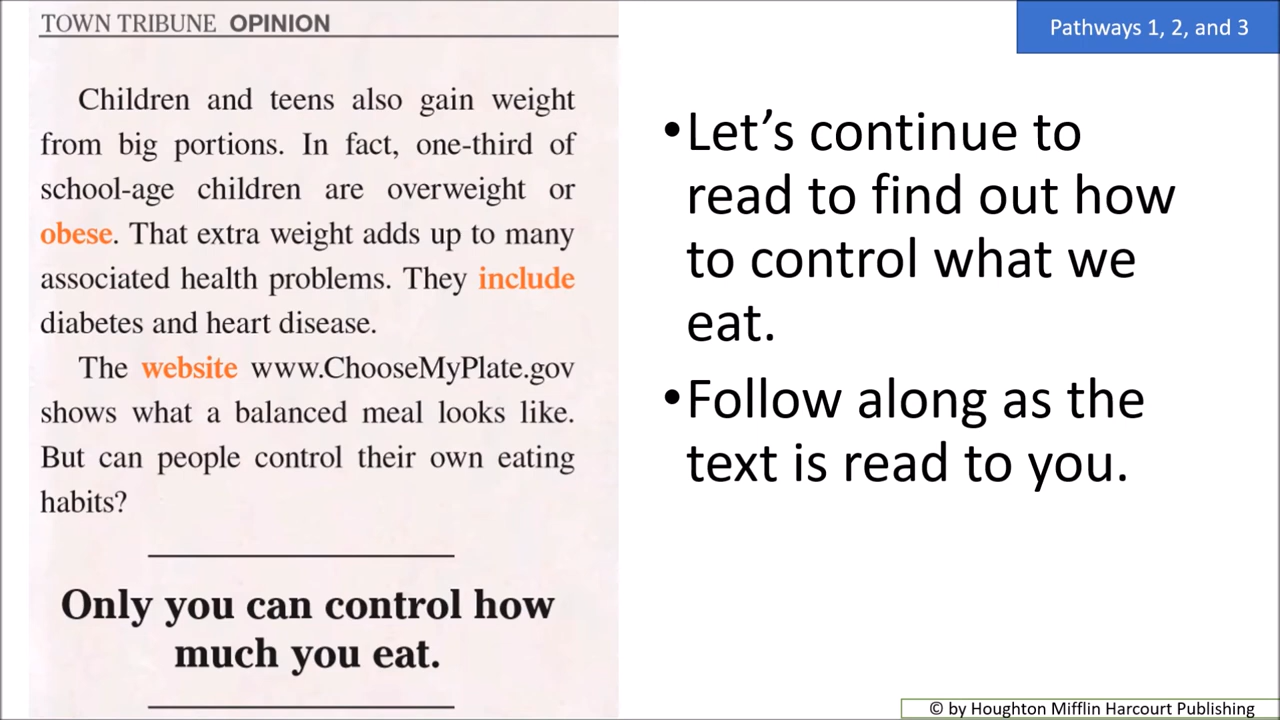 TOWN TRIBUNE OPINION
Children and teens also gain weight
from big portions. In fact, one-third of
school-age children are overweight or
obese. That extra weight adds up to many
associated health problems. They include
diabetes and heart disease.
The website www.ChooseMyPlate.gov
shows what a balanced meal looks like.
But can people control their own eating
habits?
Only you can control how
much you eat.
Pathways 1, 2, and 3
•Let’s continue to
read to find out how
to control what we
eat.
•Follow along as the
text is read to you.
© by Houghton Mifflin Harcourt Publishing